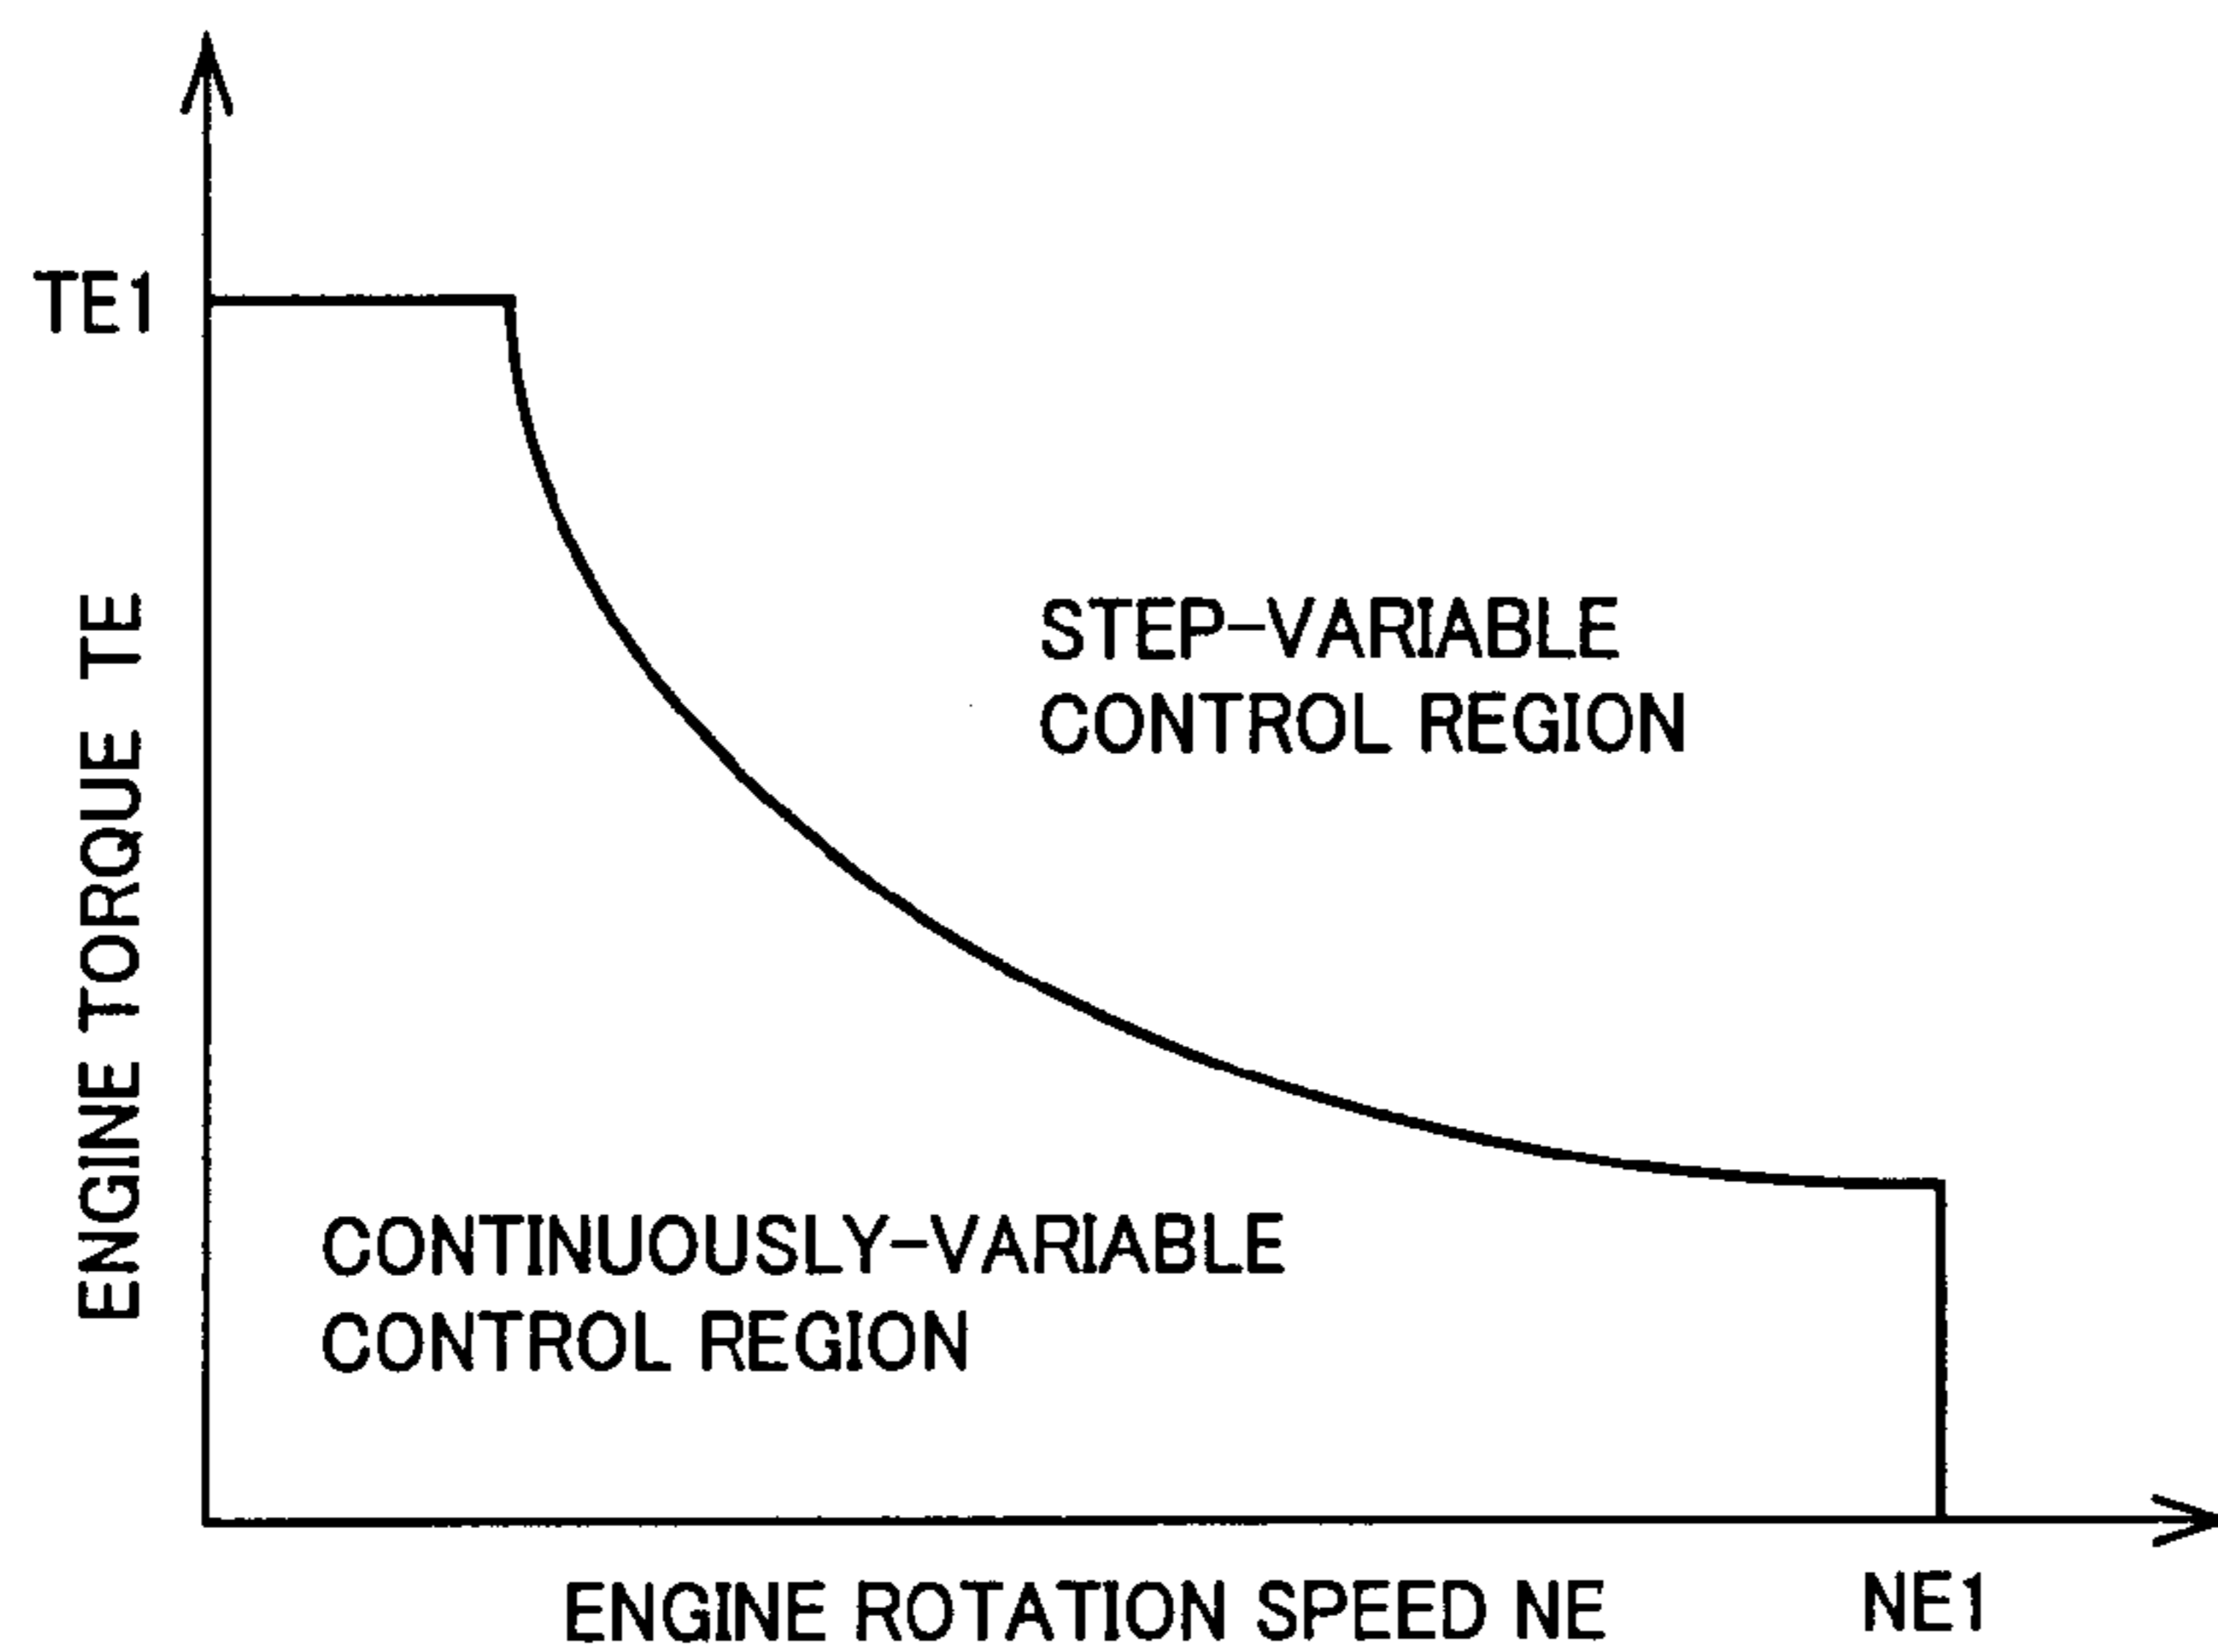 TE1
ENGINE TORQUE TE
STEP-VARIABLE
CONTROL REGION
CONTINUOUSLY-VARIABLE
CONTROL REGION
ENGINE ROTATION SPEED NE
NE1